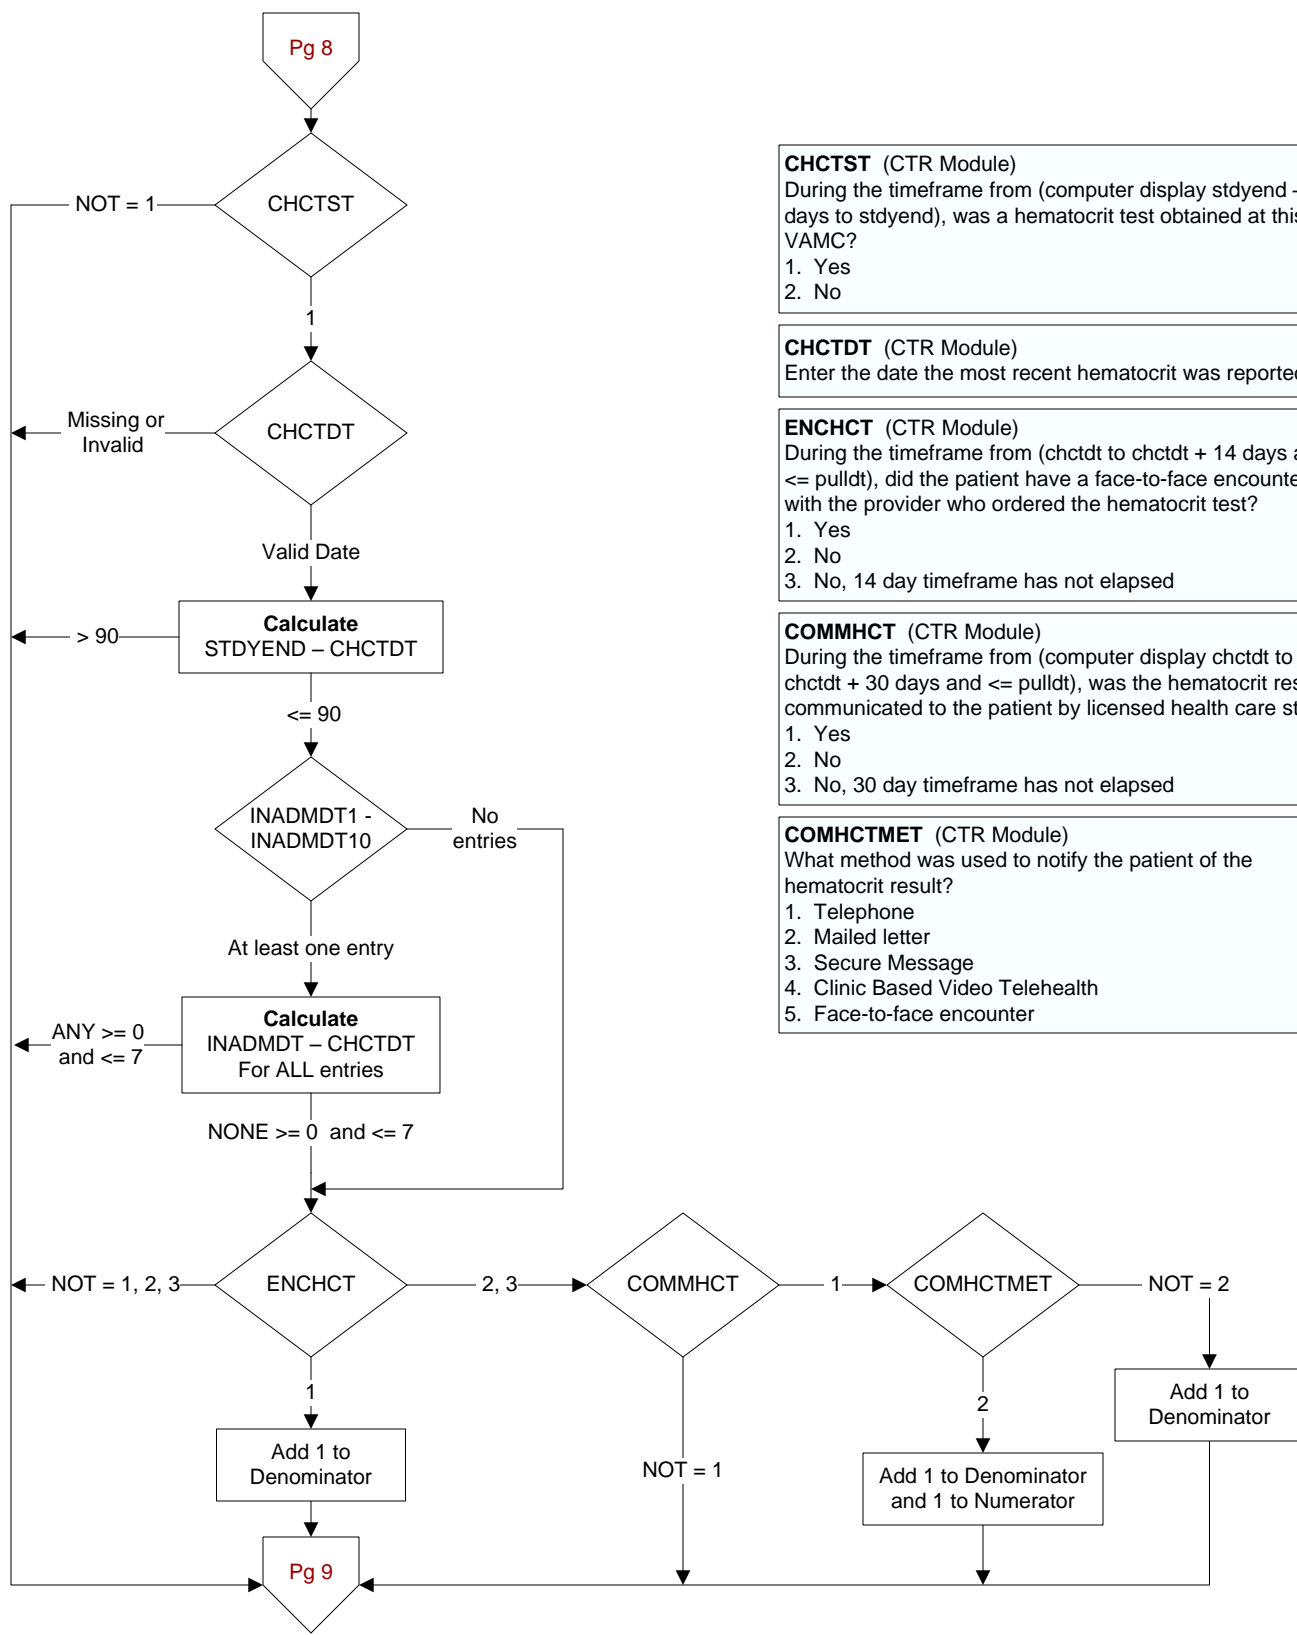 Pg 8
CHCTST
NOT = 1
1
CHCTDT
Missing or
Invalid
Valid Date
Calculate
STDYEND – CHCTDT
> 90
<= 90
INADMDT1 -
INADMDT10
No
entries
At least one entry
Calculate
INADMDT – CHCTDT
For ALL entries
ANY >= 0
and <= 7
NONE >= 0 and <= 7
ENCHCT
NOT = 1, 2, 3
2, 3
COMMHCT
1
COMHCTMET
NOT = 2
1
2
NOT = 1
Add 1 to
Denominator
Add 1 to Denominator
and 1 to Numerator
Add 1 to
Denominator
Pg 9
CHCTST (CTR Module)
During the timeframe from (computer display stdyend -
days to stdyend), was a hematocrit test obtained at this
VAMC?
1. Yes
2. No
CHCTDT (CTR Module)
Enter the date the most recent hematocrit was reported
ENCHCT (CTR Module)
During the timeframe from (chctdt to chctdt + 14 days
<= pulldt), did the patient have a face-to-face
with the provider who ordered the hematocrit test?
1. Yes
2. No
3. No, 14 day timeframe has not elapsed
COMMHCT (CTR Module)
During the timeframe from (computer display chctdt to
chctdt + 30 days and <= pulldt), was the hematocrit
communicated to the patient by licensed health care
1. Yes
2. No
3. No, 30 day timeframe has not elapsed
COMHCTMET (CTR Module)
What method was used to notify the patient of the
hematocrit result?
1. Telephone
2. Mailed letter
3. Secure Message
4. Clinic Based Video Telehealth
5. Face-to-face encounter